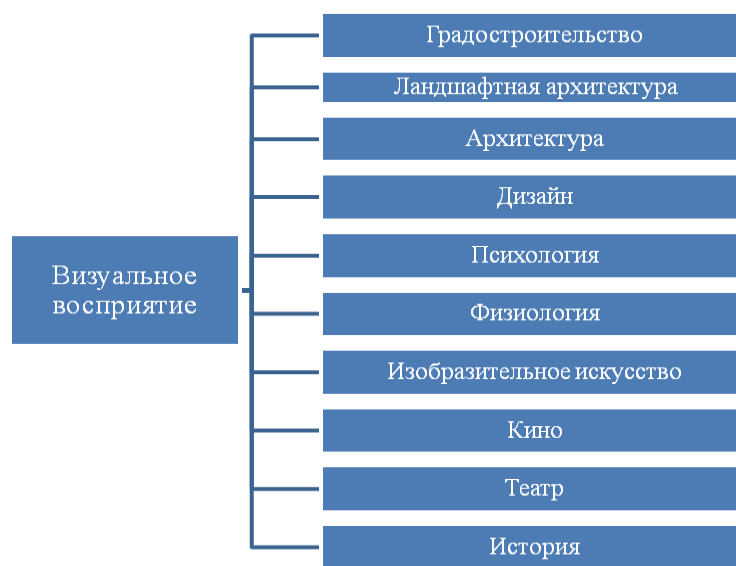 Градостроительство
Ландшафтная архитектура
Архитектура
Дизайн
Психология
Визуальное
восприятие
Физиология
Изобразительное искусство
Кино
Театр
История